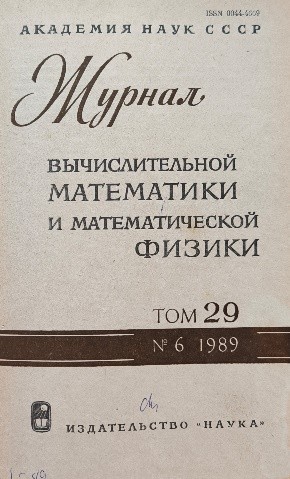 ISSN 0044-4669
АКАДЕМИЯ НАУК СССР
Журнал
ВЫЧИСЛИТЕЛЬНОЙ
МАТЕМАТИКИ
И МАТЕМАТИЧЕСКОЙ
ФИЗИКИ
ТОМ 29
№ 6 1989
ИЗДАТЕЛЬСТВО "НАУКА"